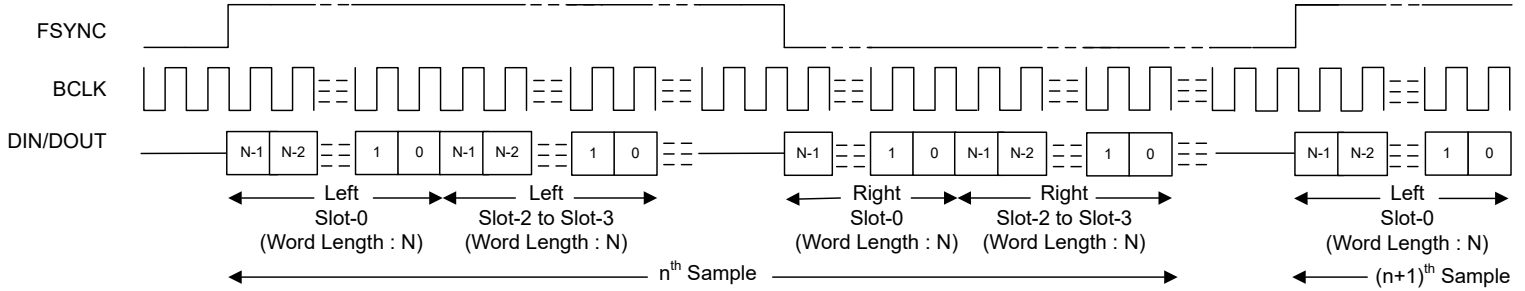 FSYNC
BCLK
DIN/DOUT
N-1 N-2 1 0 N-1 N-2 1 0 N-1 1 0 N-1 N-2 1 0 N-1 N-2 1 0
Left Left Right Right Left
Slot-0 Slot-2 to Slot-3 Slot-0 Slot-2 to Slot-3 Slot-0
(Word Length : N) (Word Length : N) (Word Length : N) (Word Length : N) (Word Length : N)
nth Sample (n+1)th Sample